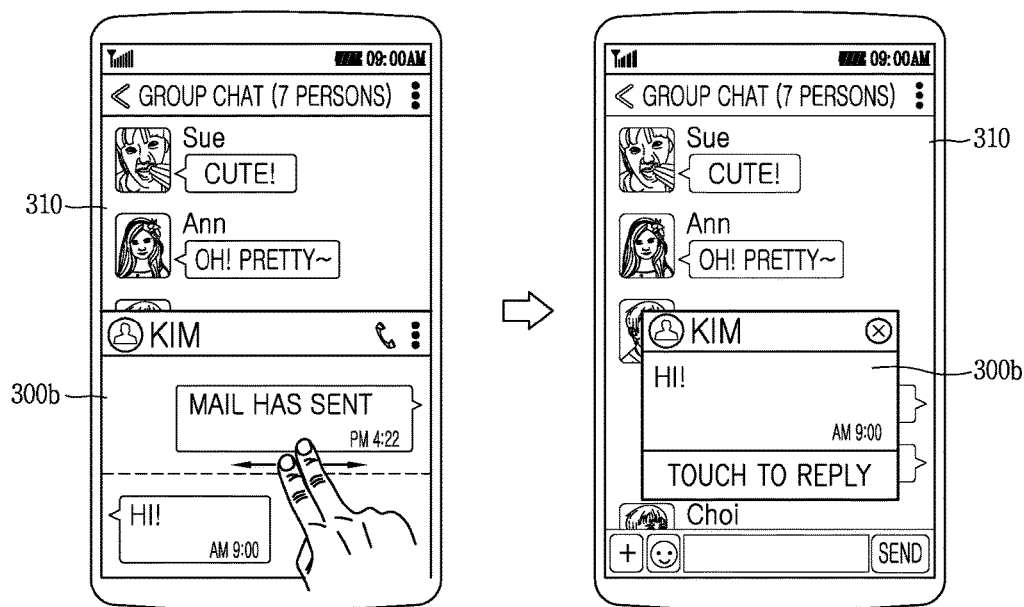 09:00AM
GROUP CHAT (7 PERSONS)
Sue
CUTE!
310
Ann
OH! PRETTY~
KIM
300b
MAIL HAS SENT
PM 4:22
HI!
AM 9:00
09:00AM
GROUP CHAT (7 PERSONS)
310
Sue
CUTE!
Ann
OH! PRETTY~
KIM
300b
HI!
AM 9:00
TOUCH TO REPLY
Choi
+
SEND